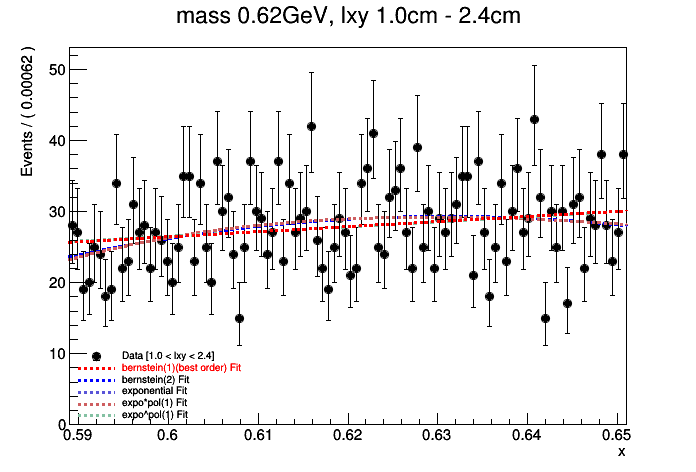 mass 0.62GeV, lxy 1.0cm - 2.4cm
Events / ( 0.00062 )
50
40
30
20
10
0
Data [1.0 < lxy < 2.4]
bernstein(1)(best order) Fit
bernstein(2) Fit
exponential Fit
expo*pol(1) Fit
expo^pol(1) Fit
0.59 0.6 0.61 0.62 0.63 0.64 0.65
x